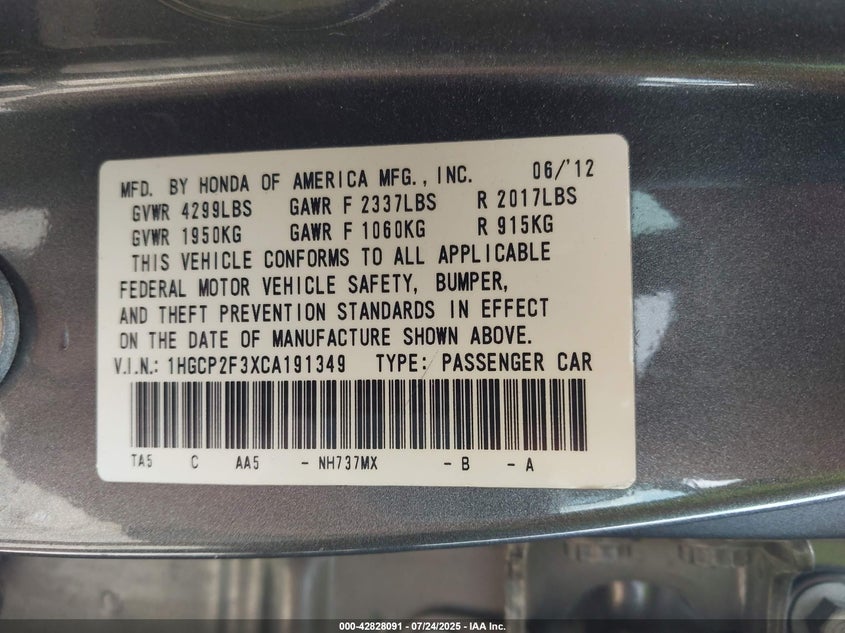 MFD. BY HONDA OF AMERICA MFG., INC. 06/'12
GVWR 4299LBS GAWR F 2337LBS R 2017LBS
GVWR 1950KG GAWR F 1060KG R 915KG
THIS VEHICLE CONFORMS TO ALL APPLICABLE
FEDERAL MOTOR VEHICLE SAFETY, BUMPER,
AND THEFT PREVENTION STANDARDS IN EFFECT
ON THE DATE OF MANUFACTURE SHOWN ABOVE.
V.I.N.: 1HGCP2F3XCA191349 TYPE: PASSENGER CAR
TA5 C AA5 - NH737MX - B - A
000-42828091 - 07/24/2025 - IAA Inc.